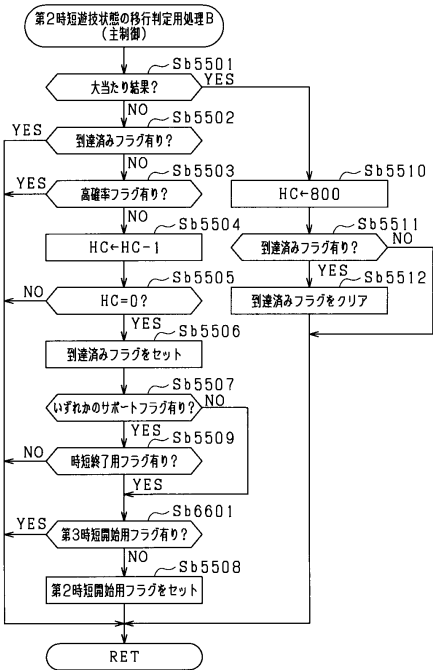 第2時短遊技状態の移行判定用処理B
(主制御)
Sb5501
大当たり結果?
YES
NO
Sb5502
YES
到達済みフラグ有り?
NO
Sb5503
YES
高確率フラグ有り?
NO
Sb5504
HC←HC-1
Sb5505
NO
HC=0?
YES
Sb5506
到達済みフラグをセット
Sb5507
いずれかのサポートフラグ有り?
NO
YES
Sb5509
NO
時短終了用フラグ有り?
YES
Sb6601
YES
第3時短開始用フラグ有り?
NO
Sb5508
第2時短開始用フラグをセット
Sb5510
HC←800
Sb5511
到達済みフラグ有り?
NO
YES
Sb5512
到達済みフラグをクリア
RET